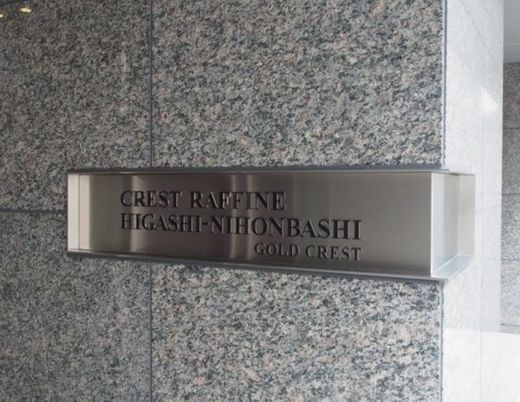 CREST RAFFINE
HIGASHI-NIHONBASHI
GOLD CREST